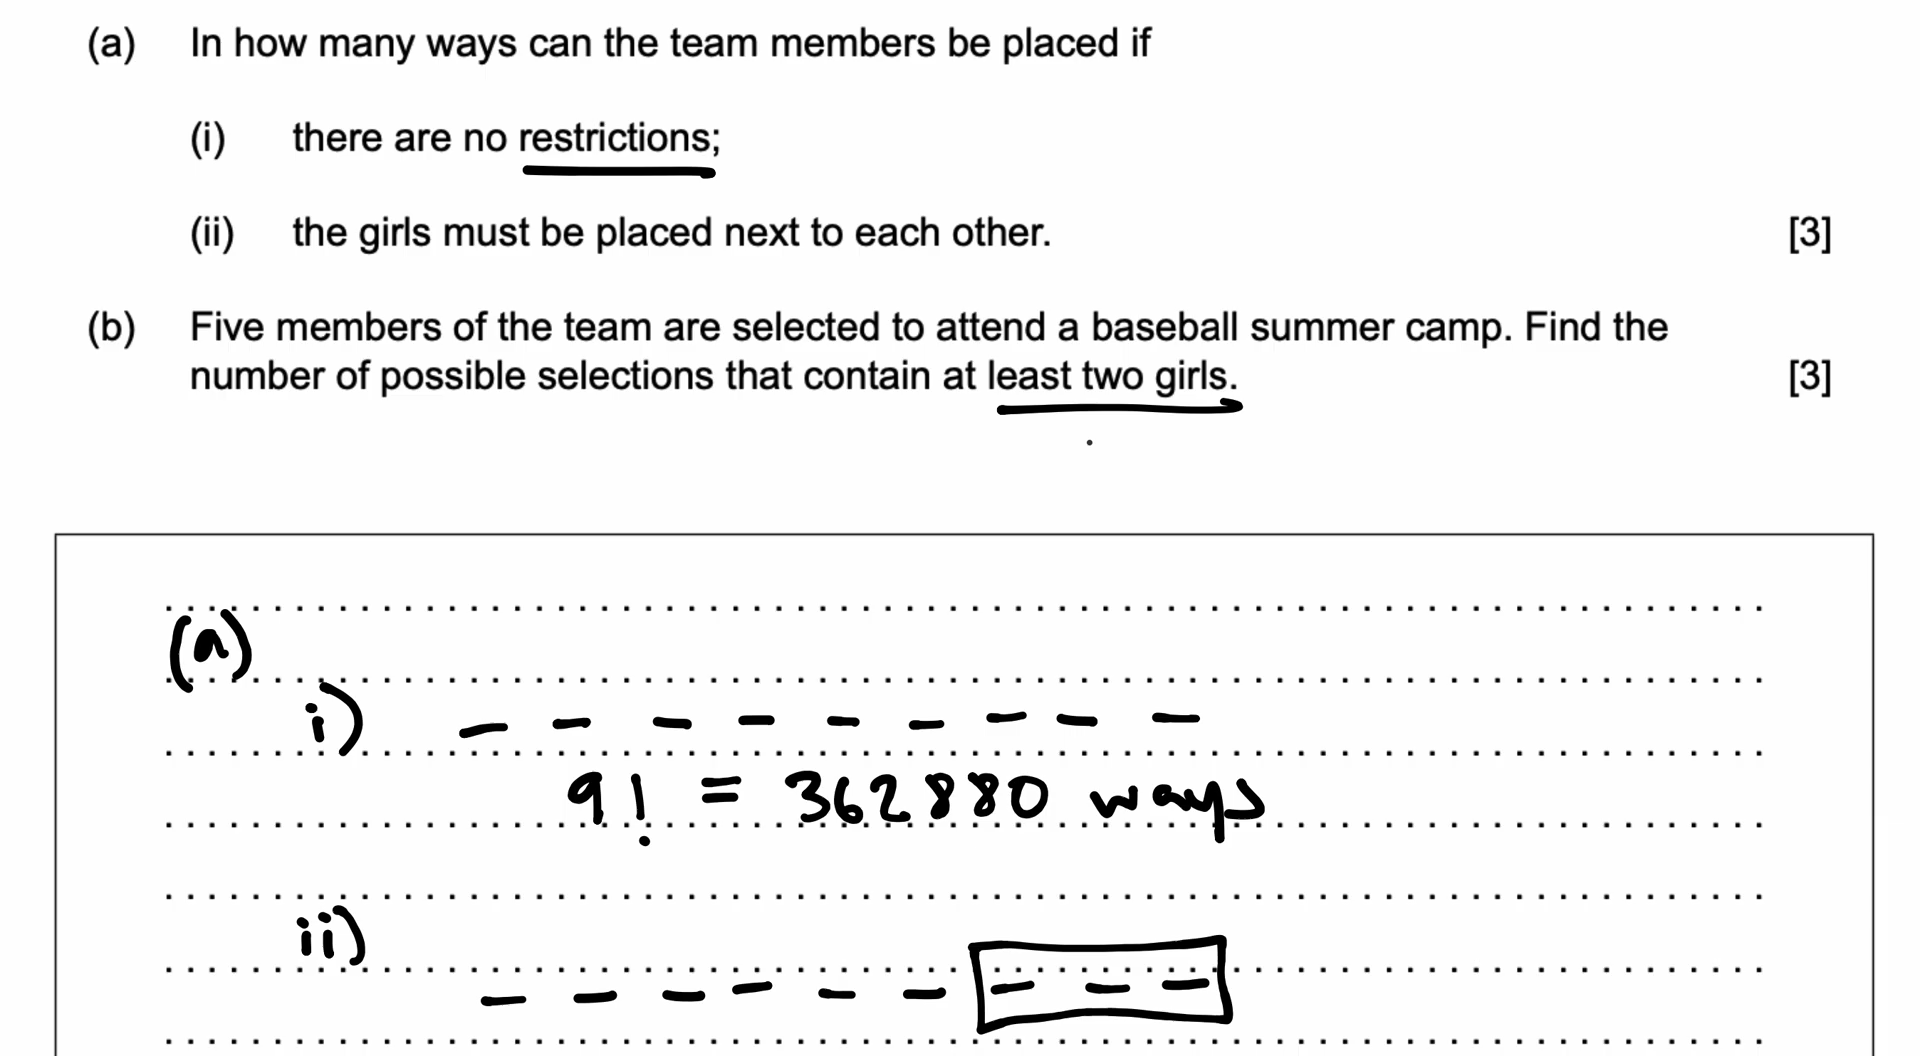 (a) In how many ways can the team members be placed if
(i) there are no restrictions;
(ii) the girls must be placed next to each other. [3]
(b) Five members of the team are selected to attend a baseball summer camp. Find the
number of possible selections that contain at least two girls. [3]
(a)
i) _ _ _ _ _ _ _ _ _
9! = 362880 ways
ii) _ _ _ _ _ _ _ _ _